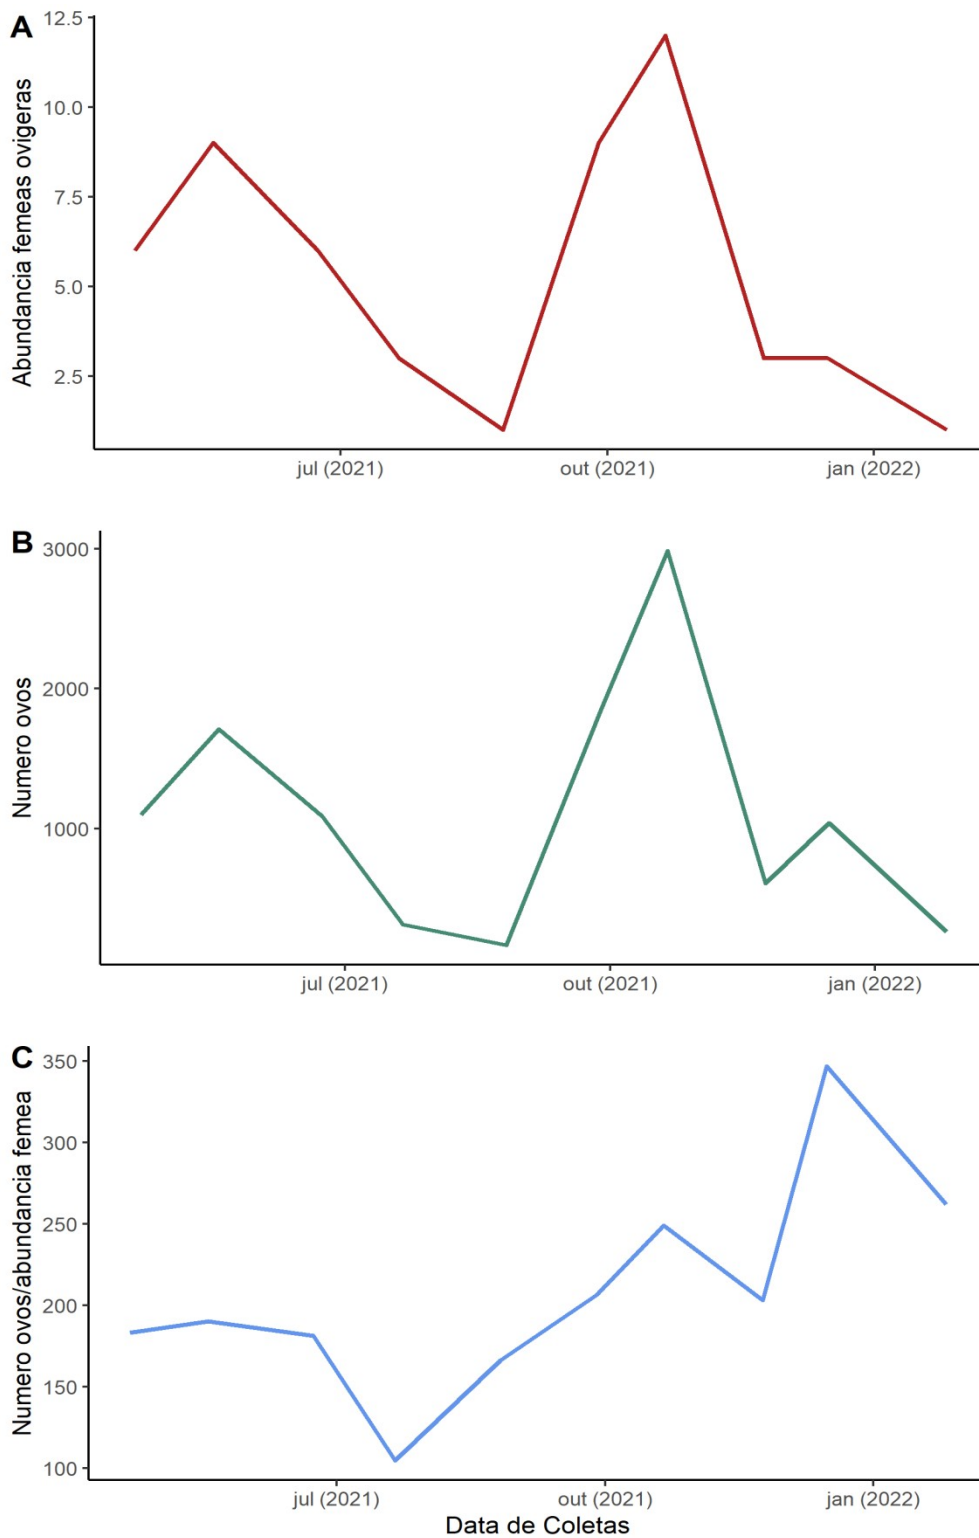 A
Abundancia femeas ovigeras
12.5
10.0
7.5
5.0
2.5
jul (2021) out (2021) jan (2022)
B
Numero ovos
3000
2000
1000
jul (2021) out (2021) jan (2022)
C
Numero ovos/abundancia femea
350
300
250
200
150
100
jul (2021) out (2021) jan (2022)
Data de Coletas